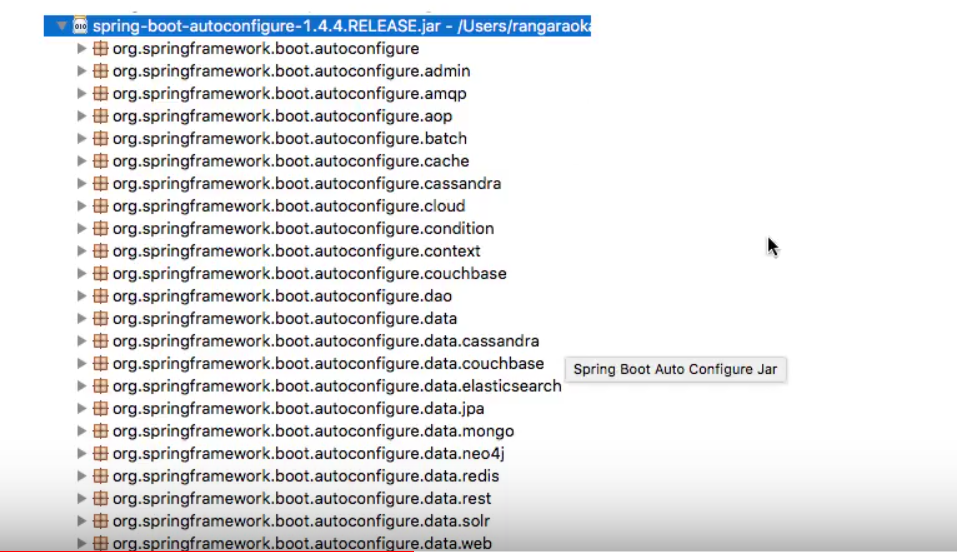 spring-boot-autoconfigure-1.4.4.RELEASE.jar - /Users/rangaraoka
org.springframework.boot.autoconfigure
org.springframework.boot.autoconfigure.admin
org.springframework.boot.autoconfigure.amqp
org.springframework.boot.autoconfigure.aop
org.springframework.boot.autoconfigure.batch
org.springframework.boot.autoconfigure.cache
org.springframework.boot.autoconfigure.cassandra
org.springframework.boot.autoconfigure.cloud
org.springframework.boot.autoconfigure.condition
org.springframework.boot.autoconfigure.context
org.springframework.boot.autoconfigure.couchbase
org.springframework.boot.autoconfigure.dao
org.springframework.boot.autoconfigure.data
org.springframework.boot.autoconfigure.data.cassandra
org.springframework.boot.autoconfigure.data.couchbase
Spring Boot Auto Configure Jar
org.springframework.boot.autoconfigure.data.elasticsearch
org.springframework.boot.autoconfigure.data.jpa
org.springframework.boot.autoconfigure.data.mongo
org.springframework.boot.autoconfigure.data.neo4j
org.springframework.boot.autoconfigure.data.redis
org.springframework.boot.autoconfigure.data.rest
org.springframework.boot.autoconfigure.data.solr
org.springframework.boot.autoconfigure.data.web